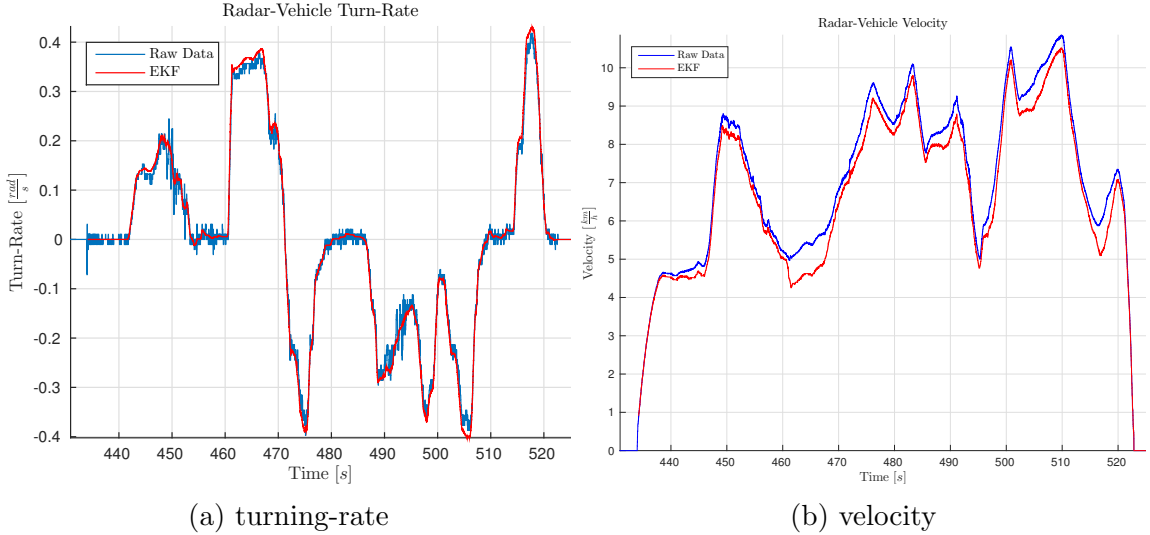 Radar-Vehicle Turn-Rate
Raw Data
EKF
0.4
0.3
0.2
0.1
0
-0.1
-0.2
-0.3
-0.4
Turn-Rate [rad/s]
440 450 460 470 480 490 500 510 520
Time [s]
(a) turning-rate
Radar-Vehicle Velocity
Raw Data
EKF
10
9
8
7
6
5
4
3
2
1
0
Velocity [km/h]
440 450 460 470 480 490 500 510 520
Time [s]
(b) velocity